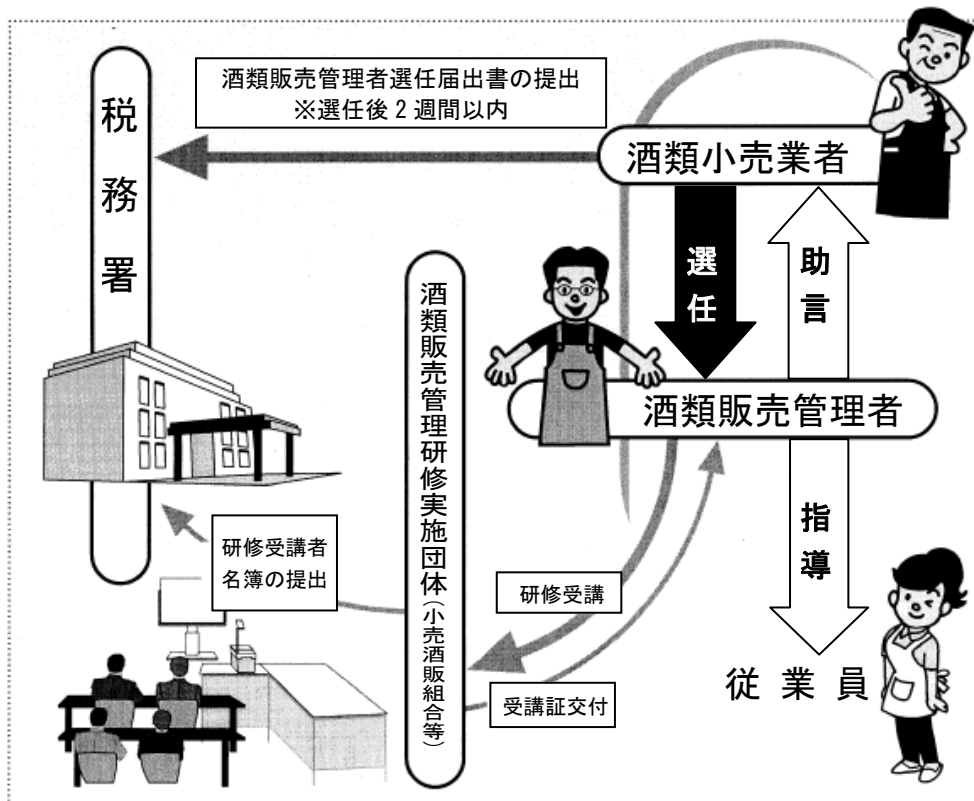 酒類販売管理者選任届出書の提出
※選任後2週間以内
税務署
酒類小売業者
選任
助言
酒類販売管理者
酒類販売管理研修実施団体(小売酒販組合等)
指導
研修受講者
名簿の提出
研修受講
受講証交付
従業員